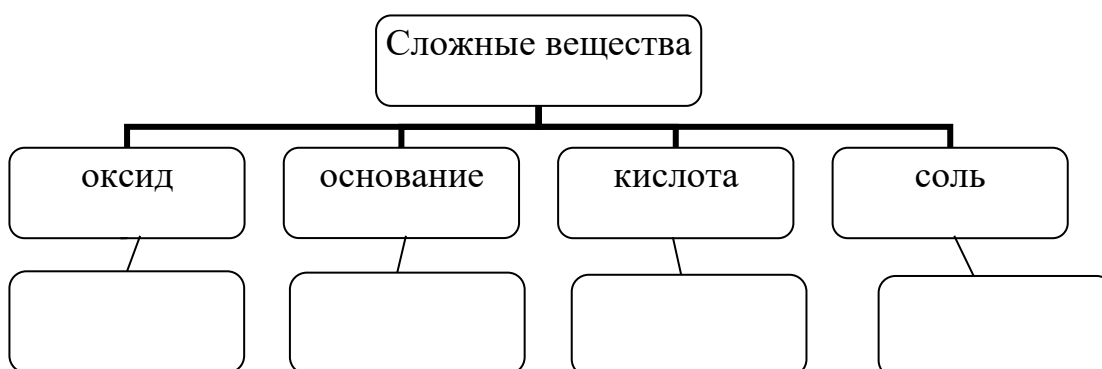 Сложные вещества
оксид
основание
кислота
соль